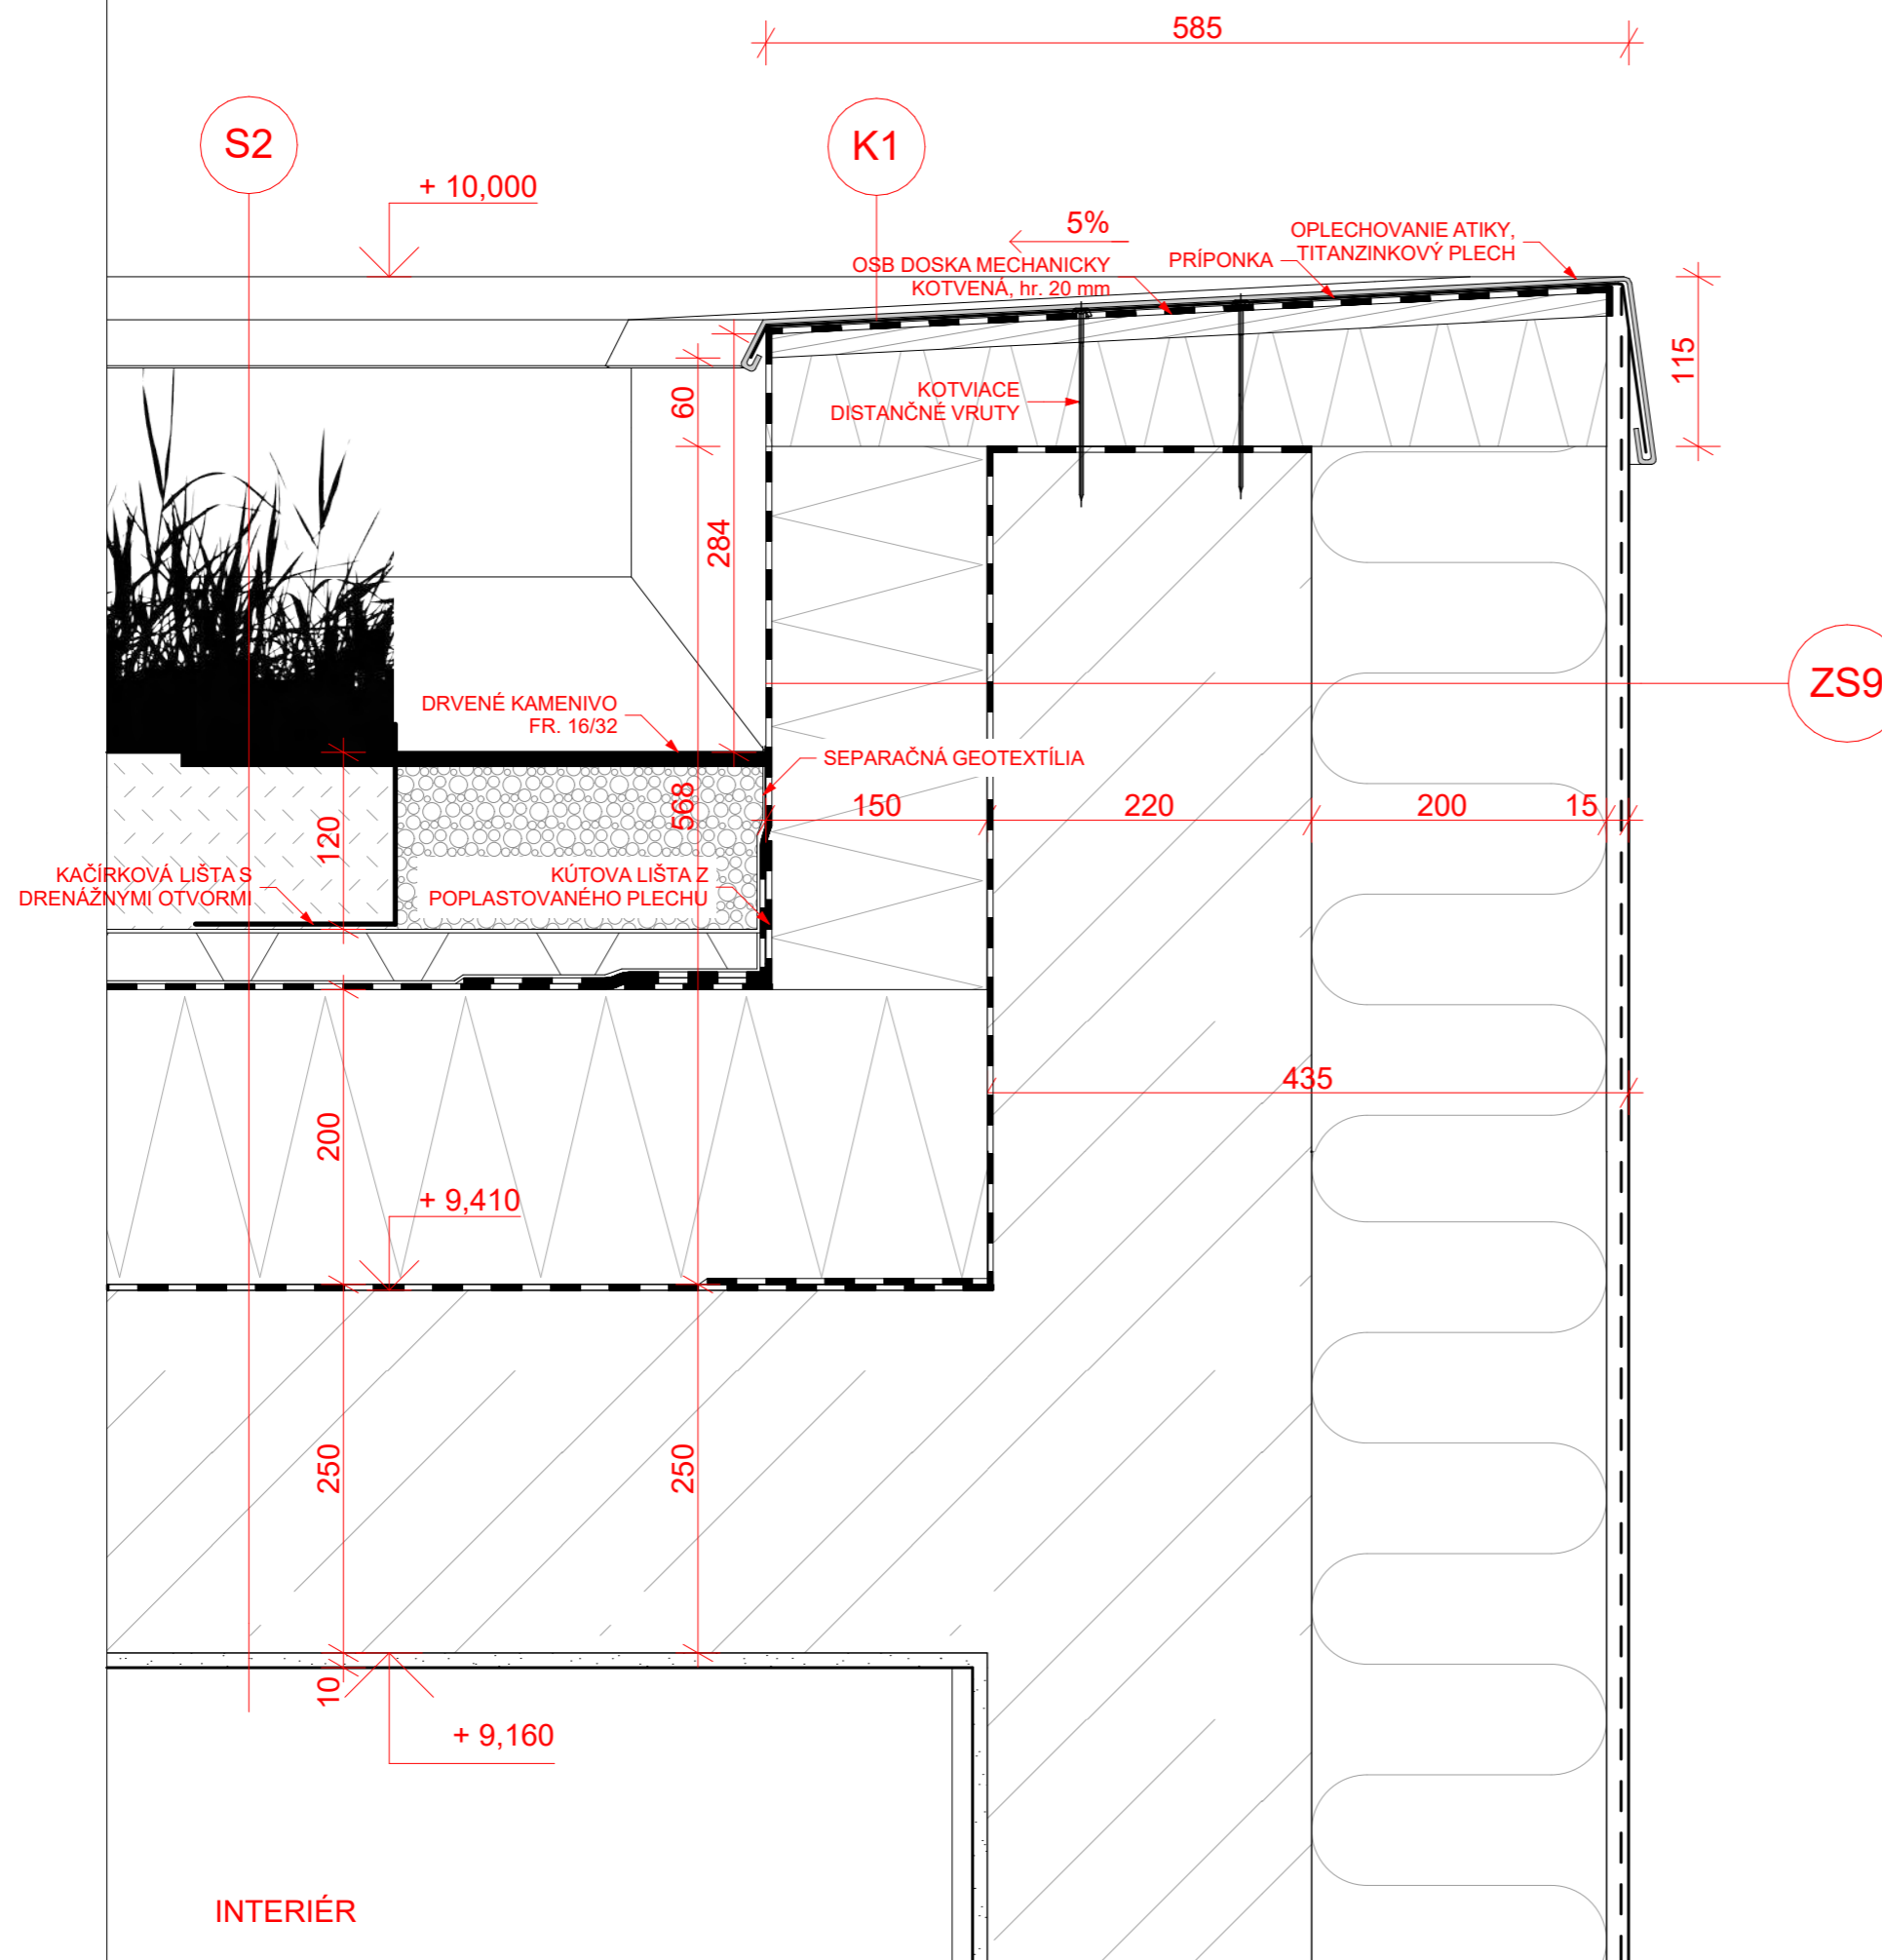 585
S2
K1
+ 10,000
5%
OPLECHOVANIE ATIKY,
TITANZINKOVÝ PLECH
PRÍPONKA
OSB DOSKA MECHANICKY
KOTVENÁ, hr. 20 mm
115
60
KOTVIACE
DISTANČNÉ VRUTY
284
ZS9
DRVENÉ KAMENIVO
FR. 16/32
SEPARAČNÁ GEOTEXTÍLIA
568
150
220
200
15
120
KAČÍRKOVÁ LIŠTA S
DRENÁŽNYMI OTVORMI
KÚTOVA LIŠTA Z
POPLASTOVANÉHO PLECHU
435
200
+ 9,410
250
250
10
+ 9,160
INTERIÉR